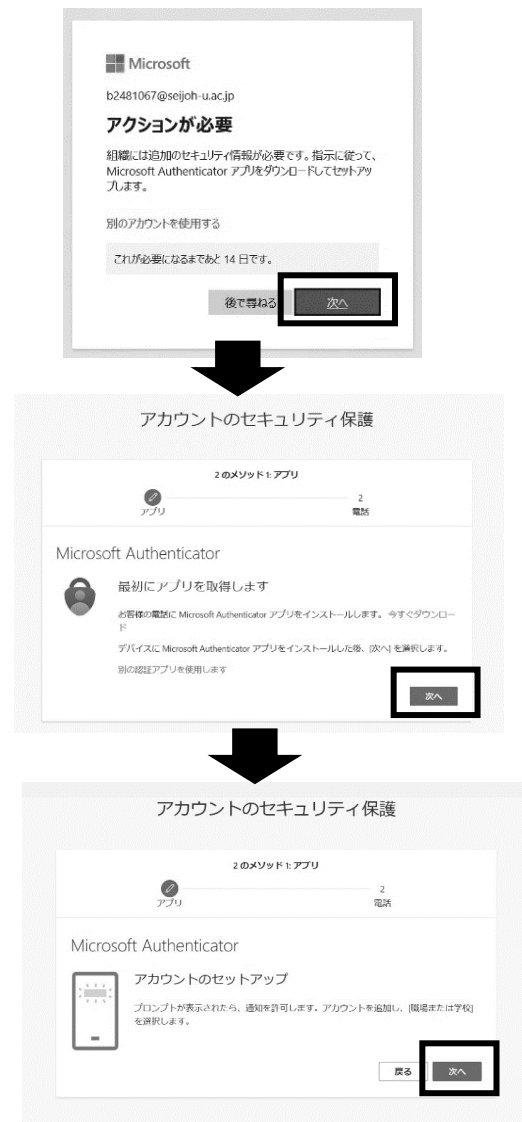 Microsoft
b2481067@seijoh-u.ac.jp
アクションが必要
組織には追加のセキュリティ情報が必要です。指示に従って、
Microsoft Authenticator アプリをダウンロードしてセットアッ
プします。
別のアカウントを使用する
これが必要になるまであと 14 日です。
後で尋ねる 次へ
アカウントのセキュリティ保護
2 のメソッド 1: アプリ
アプリ 2
電話
Microsoft Authenticator
最初にアプリを取得します
お客様の電話に Microsoft Authenticator アプリをインストールします。 今すぐダウンロー
ド
デバイスに Microsoft Authenticator アプリをインストールした後、[次へ] を選択します。
別の認証アプリを使用します
次へ
アカウントのセキュリティ保護
2 のメソッド 1: アプリ
アプリ 2
電話
Microsoft Authenticator
アカウントのセットアップ
プロンプトが表示されたら、通知を許可します。アカウントを追加し、[職場または学校]
を選択します。
戻る 次へ